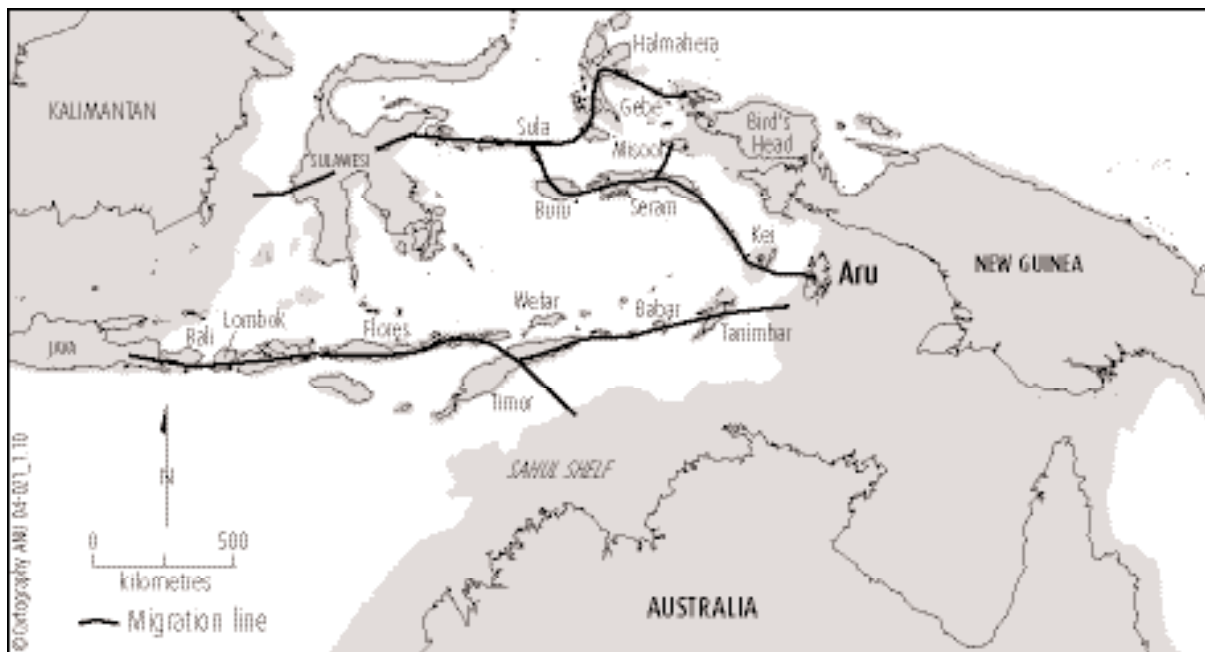 Halmahera
KALIMANTAN
Gebe
Sula
Bird's
Head
Misool
SULAWESI
Buru
Seram
Kei
Aru
NEW GUINEA
Wetar
Babar
Lombok
Bali
Flores
Tanimbar
JAVA
Timor
SAHUL SHELF
N
0 500
kilometres
Migration line
AUSTRALIA
© Cartography ANU 04-021_1.10